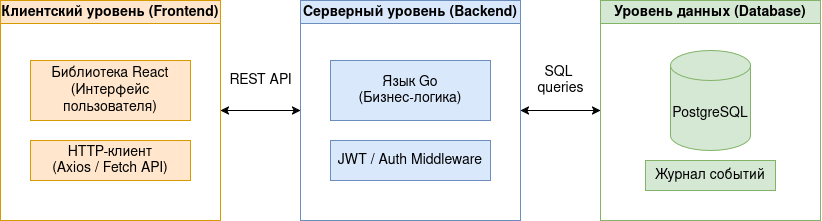 Клиентский уровень (Frontend)
Библиотека React
(Интерфейс
пользователя)
HTTP-клиент
(Axios / Fetch API)
REST API
Серверный уровень (Backend)
Язык Go
(Бизнес-логика)
JWT / Auth Middleware
SQL
queries
Уровень данных (Database)
PostgreSQL
Журнал событий